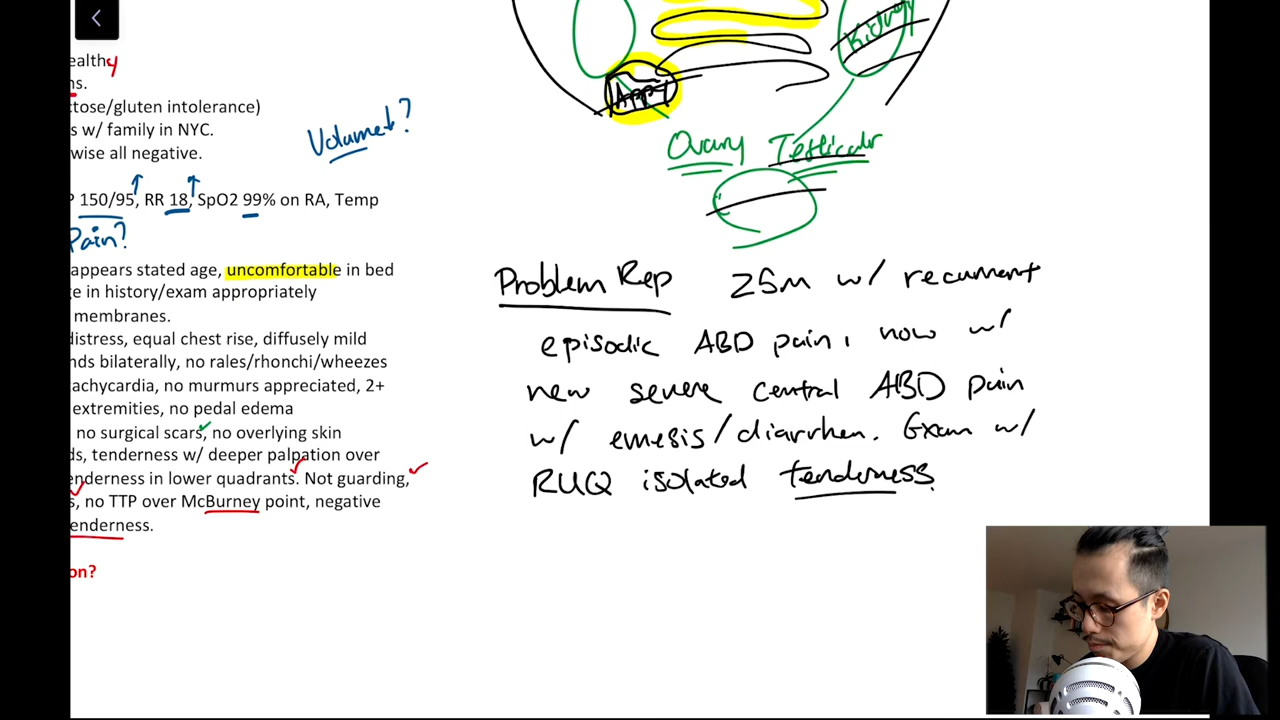 ealthy
ns.
ctose/gluten intolerance)
s w/ family in NYC.
wise all negative.
Volume↓?
P 150/95, RR 18, SpO2 99% on RA, Temp
Pain?
appears stated age, uncomfortable in bed
ge in history/exam appropriately
membranes.
distress, equal chest rise, diffusely mild
nds bilaterally, no rales/rhonchi/wheezes
achycardia, no murmurs appreciated, 2+
extremities, no pedal edema
no surgical scars, no overlying skin
ds, tenderness w/ deeper palpation over
enderness in lower quadrants. Not guarding,
s, no TTP over McBurney point, negative
enderness.
on?
Kidney
APPY
Ovary Testicular
Problem Rep 25M w/ recurrent
episodic ABD pain, now w/
new severe central ABD pain
w/ emesis/diarrhea. Exam w/
RUQ isolated tenderness.